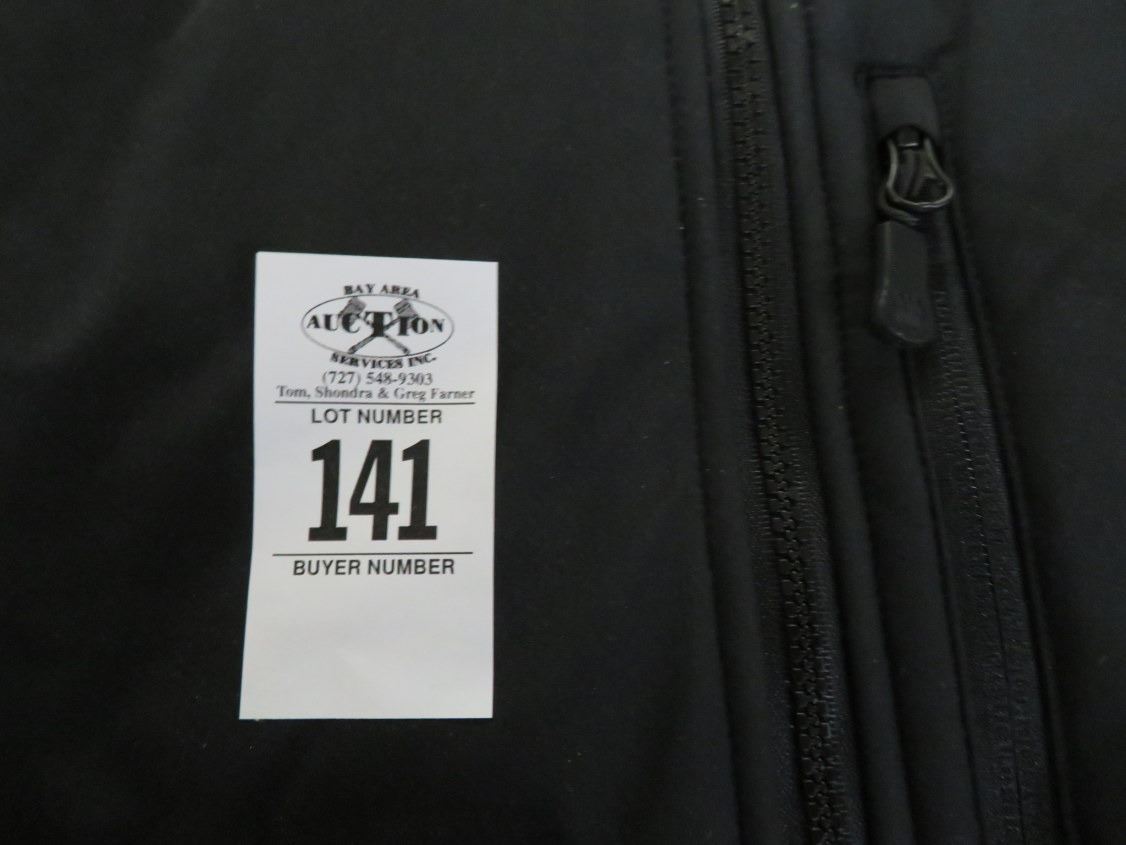 BAY AREA
AUCTION
SERVICES INC.
(727) 548-9303
Tom, Shondra & Greg Farner
LOT NUMBER
141
BUYER NUMBER